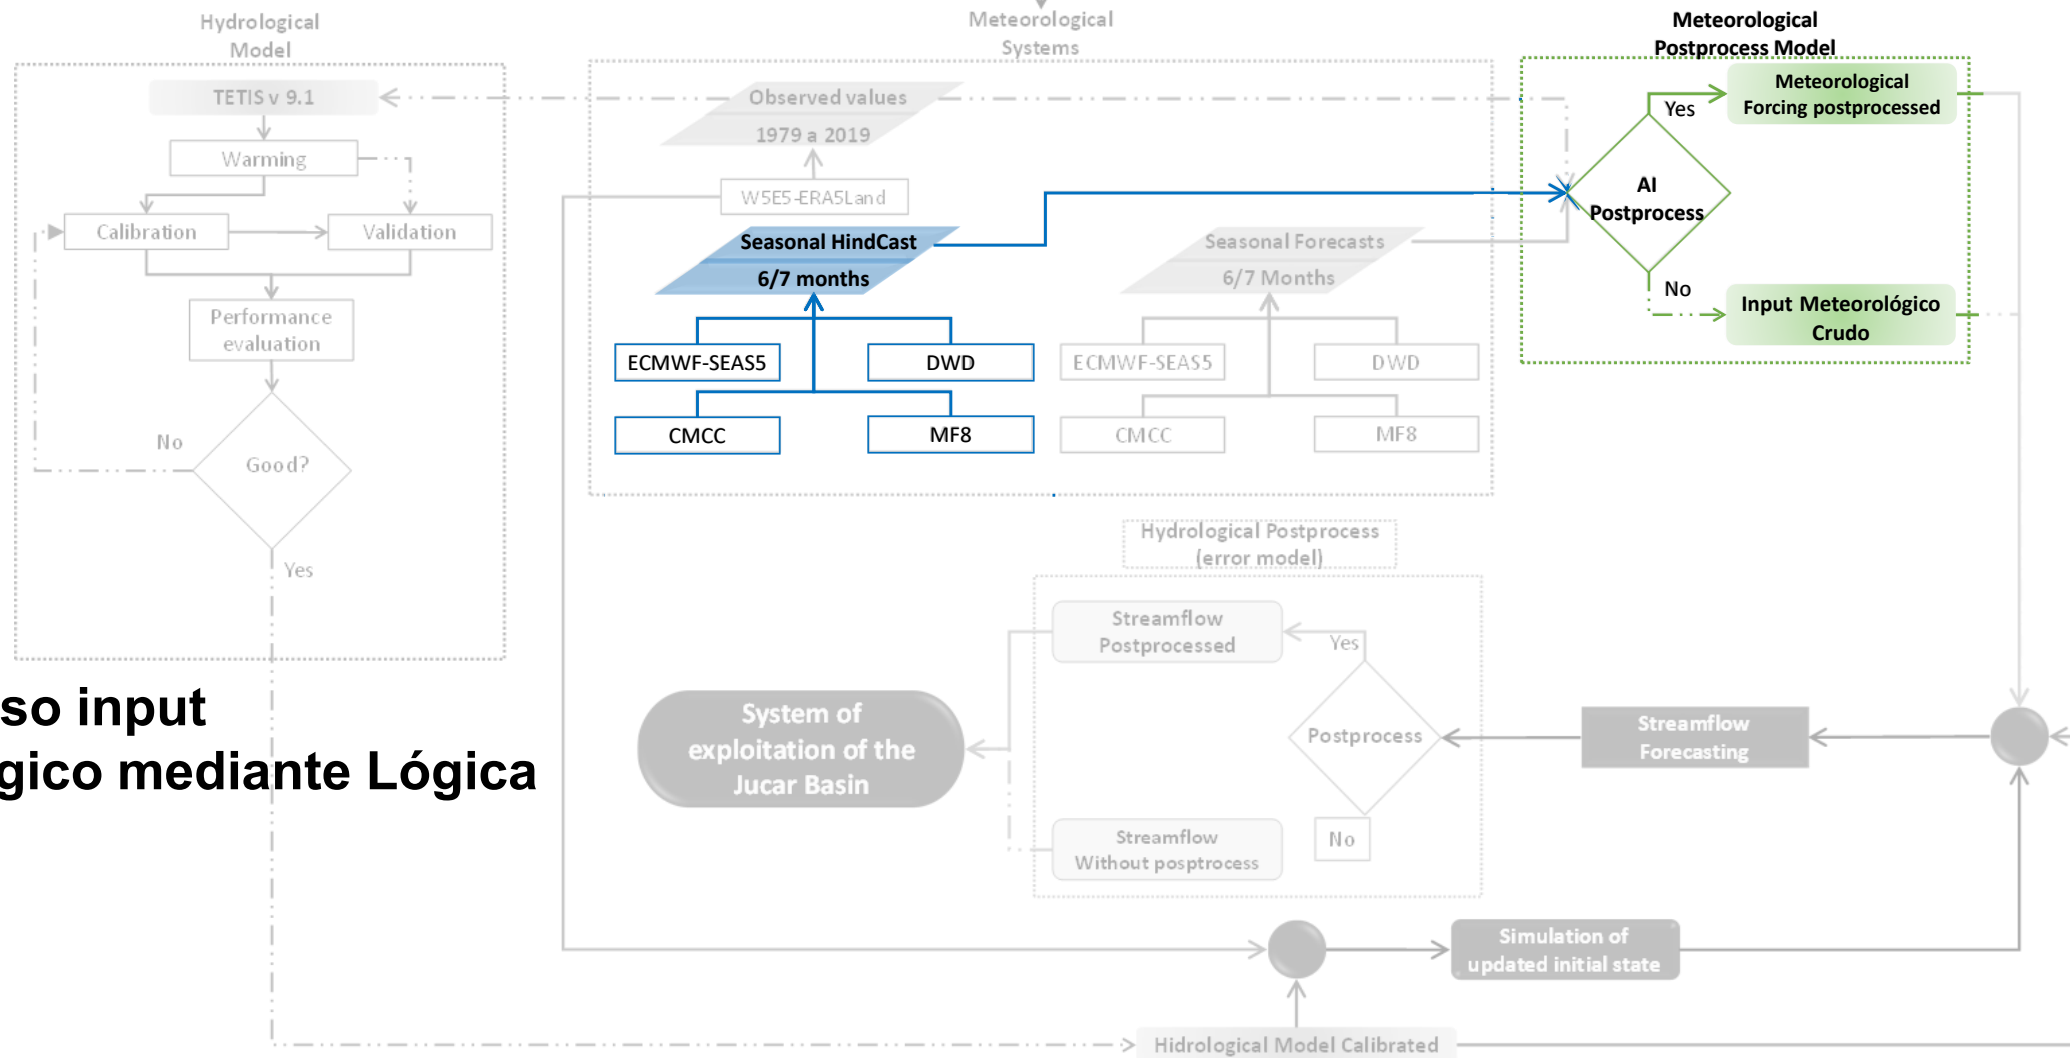 Hydrological
Model
TETIS v 9.1
Warming
Calibration
Validation
Performance
evaluation
Good?
No
Yes
Meteorological
Systems
Observed values
1979 a 2019
W5E5-ERA5Land
Seasonal HindCast
6/7 months
ECMWF-SEAS5
DWD
CMCC
MF8
Seasonal Forecasts
6/7 Months
ECMWF-SEAS5
DWD
CMCC
MF8
Meteorological
Postprocess Model
Meteorological
Forcing postprocessed
Yes
AI
Postprocess
No
Input Meteorológico
Crudo
Hydrological Postprocess
(error model)
Streamflow
Postprocessed
Yes
Postprocess
No
Streamflow
Without posptrocess
System of
exploitation of the
Jucar Basin
Streamflow
Forecasting
so input
gico mediante Lógica
Simulation of
updated initial state
Hidrological Model Calibrated